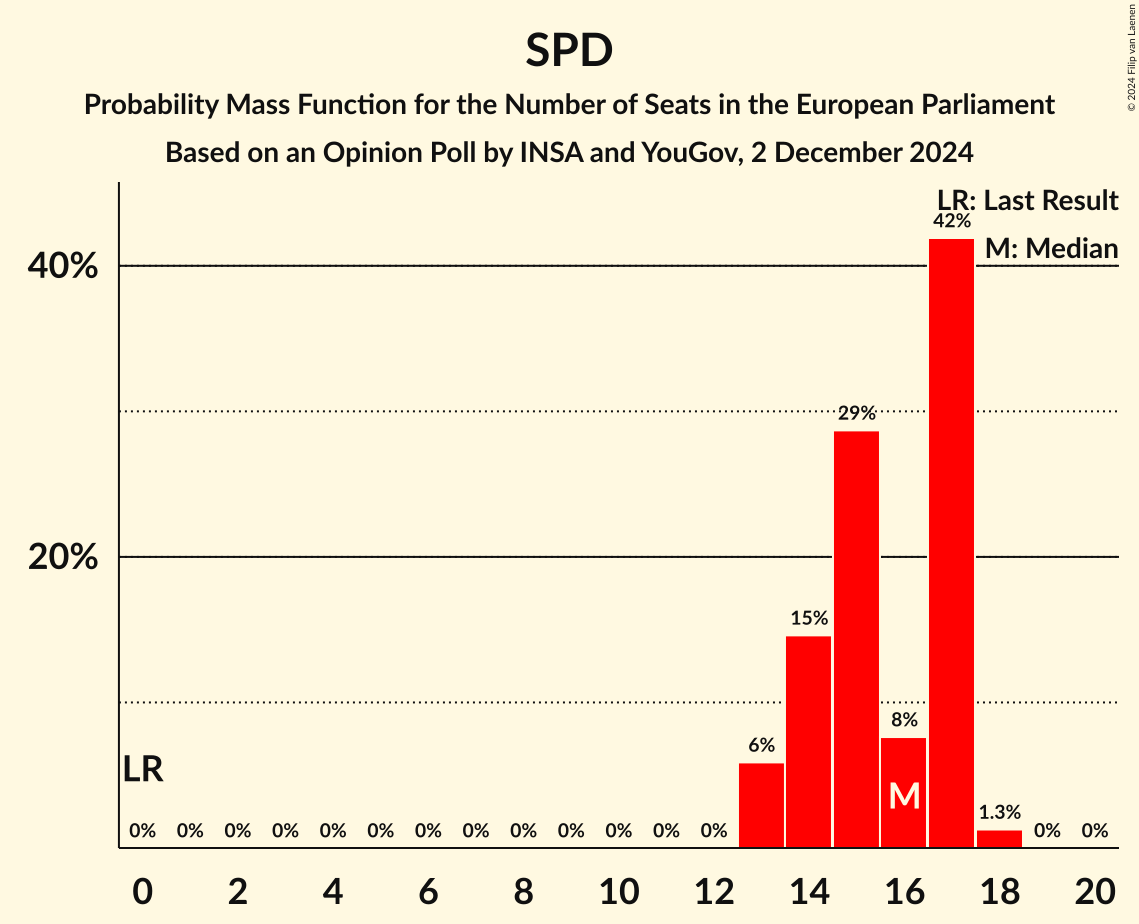 SPD
Probability Mass Function for the Number of Seats in the European Parliament
Based on an Opinion Poll by INSA and YouGov, 2 December 2024
© 2024 Filip van Laenen
LR: Last Result
M: Median
40%
20%
LR
0% 0% 0% 0% 0% 0% 0% 0% 0% 0% 0% 0% 0% 6% 15% 29% 8% 42% 1.3% 0% 0%
M
0 2 4 6 8 10 12 14 16 18 20